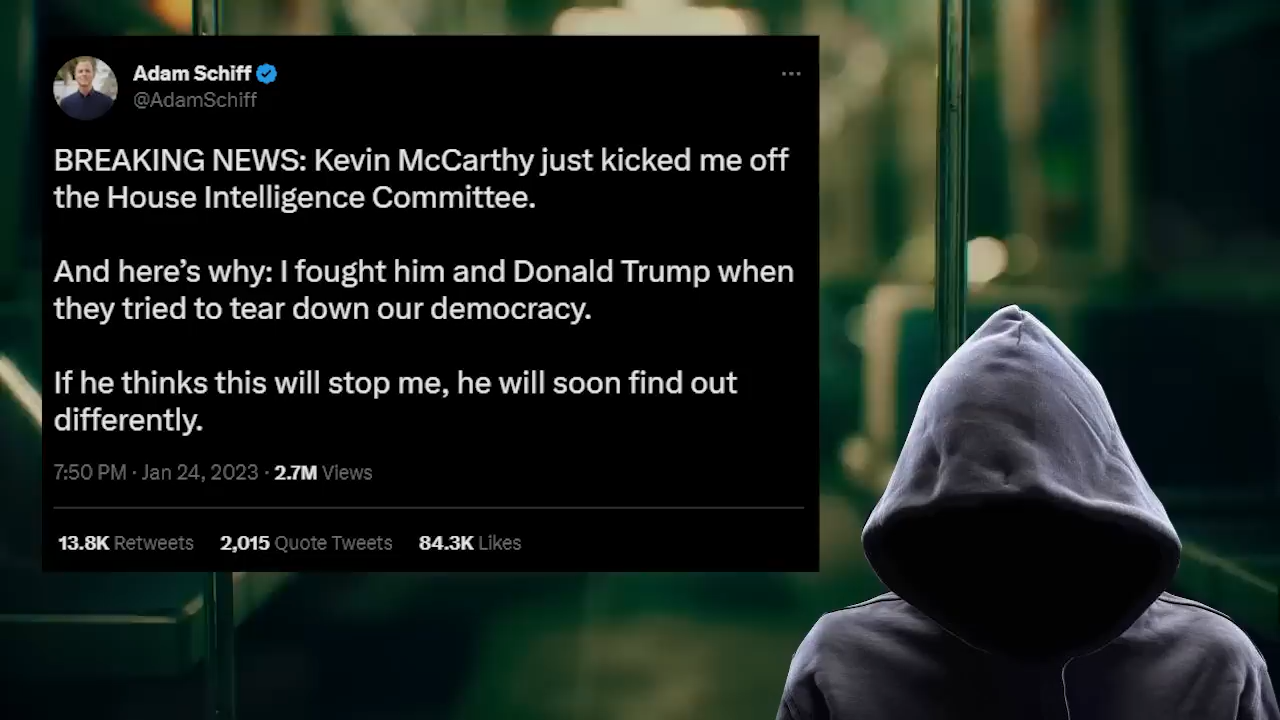 Adam Schiff
@AdamSchiff
BREAKING NEWS: Kevin McCarthy just kicked me off
the House Intelligence Committee.
And here’s why: I fought him and Donald Trump when
they tried to tear down our democracy.
If he thinks this will stop me, he will soon find out
differently.
7:50 PM · Jan 24, 2023 · 2.7M Views
13.8K Retweets 2,015 Quote Tweets 84.3K Likes